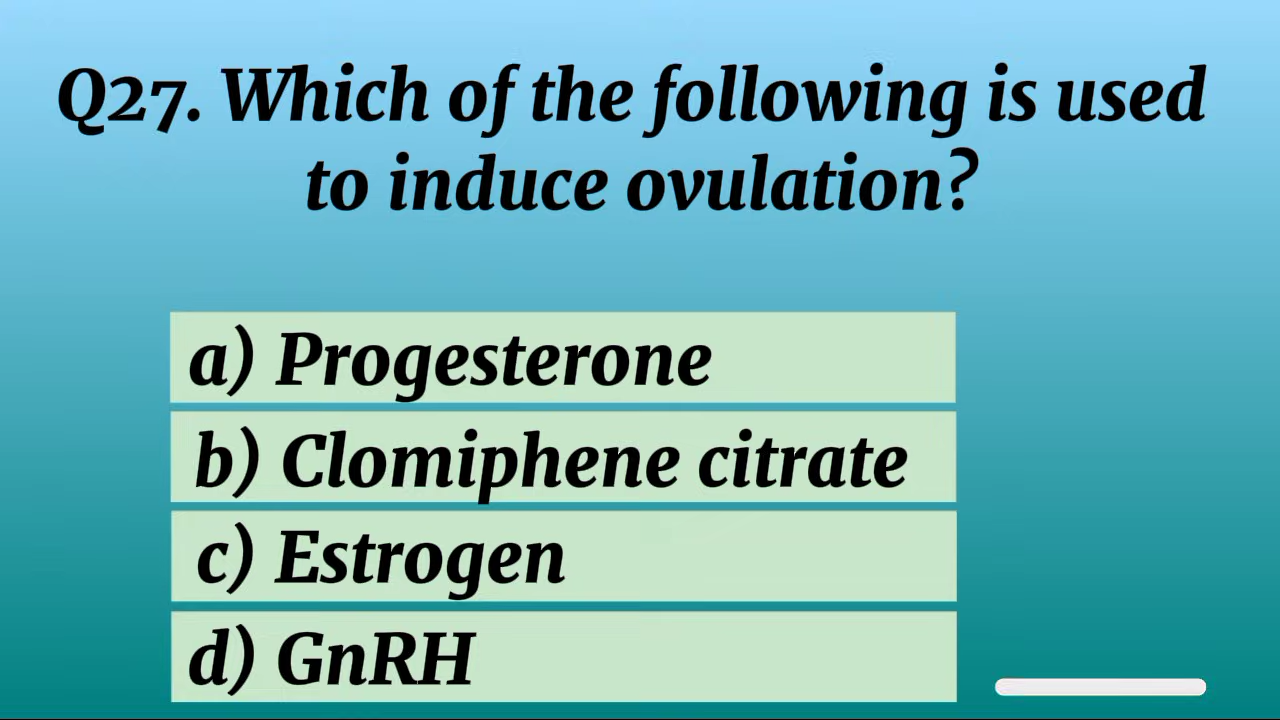 Q27. Which of the following is used
to induce ovulation?
a) Progesterone
b) Clomiphene citrate
c) Estrogen
d) GnRH